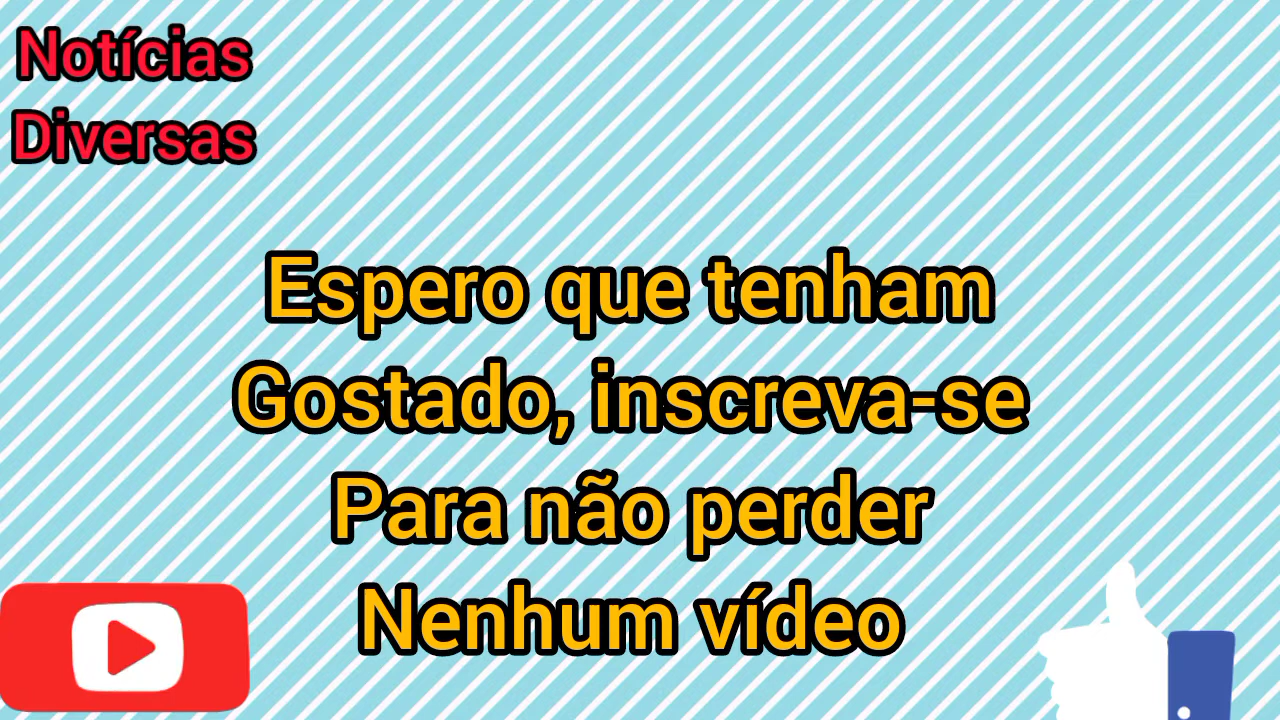 Notícias
Diversas
Espero que tenham
Gostado, inscreva-se
Para não perder
Nenhum vídeo